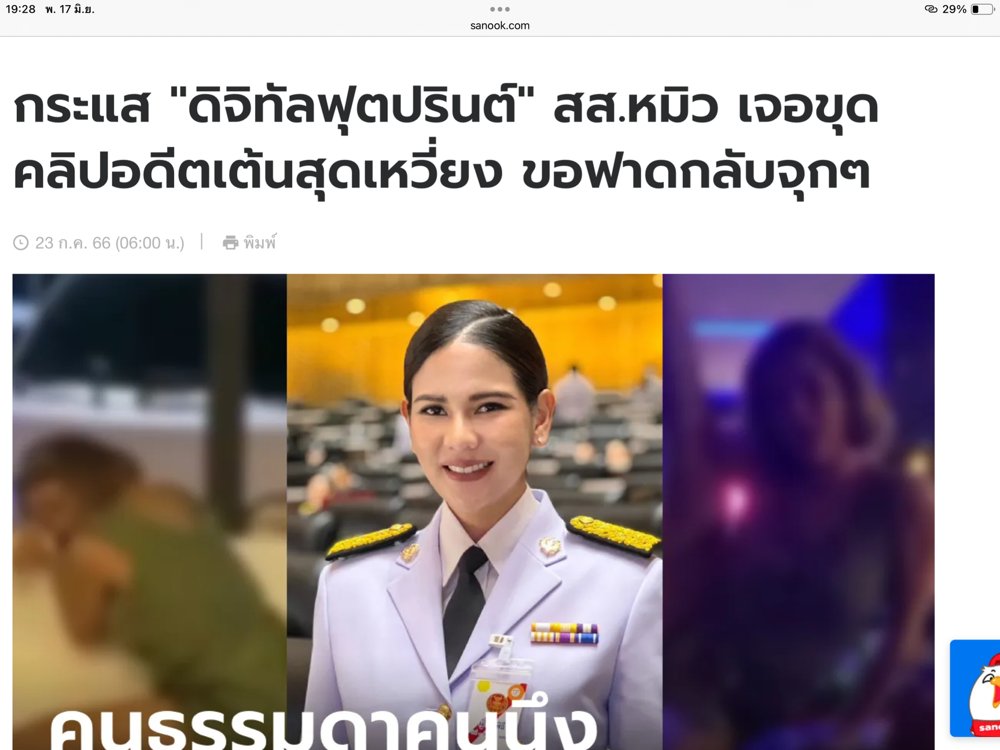 19:28 พ. 17 มิ.ย.
29%
sanook.com
กระแส "ดิจิทัลฟุตปรินต์" สส.หมิว เจอขุด
คลิปอดีตเต้นสุดเหวี่ยง ขอฟาดกลับจุกๆ
23 ก.ค. 66 (06:00 น.) | พิมพ์
คนธรรมดาคนนึง